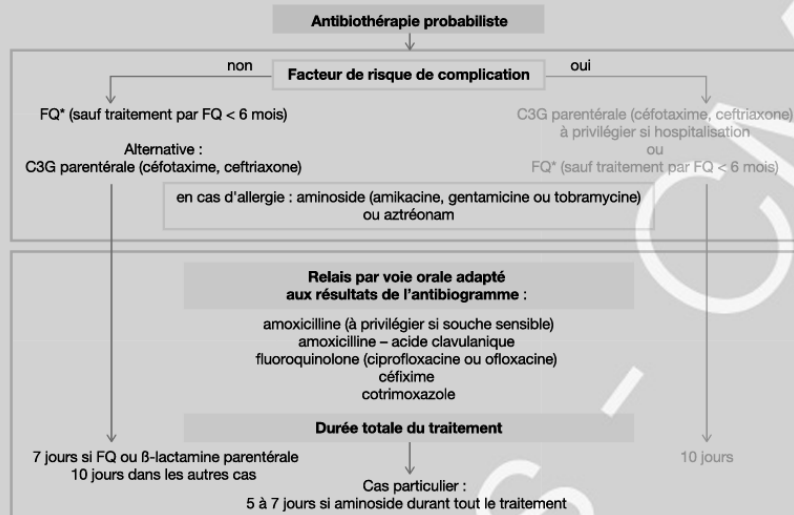 Antibiothérapie probabiliste
non
Facteur de risque de complication
oui
FQ* (sauf traitement par FQ < 6 mois)
Alternative :
C3G parentérale (céfotaxime, ceftriaxone)
C3G parentérale (céfotaxime, ceftriaxone)
à privilégier si hospitalisation
ou
FQ* (sauf traitement par FQ < 6 mois)
en cas d'allergie : aminoside (amikacine, gentamicine ou tobramycine)
ou aztréonam
Relais par voie orale adapté
aux résultats de l'antibiogramme :
amoxicilline (à privilégier si souche sensible)
amoxicilline – acide clavulanique
fluoroquinolone (ciprofloxacine ou ofloxacine)
céfixime
cotrimoxazole
Durée totale du traitement
7 jours si FQ ou ß-lactamine parentérale
10 jours dans les autres cas
10 jours
Cas particulier :
5 à 7 jours si aminoside durant tout le traitement